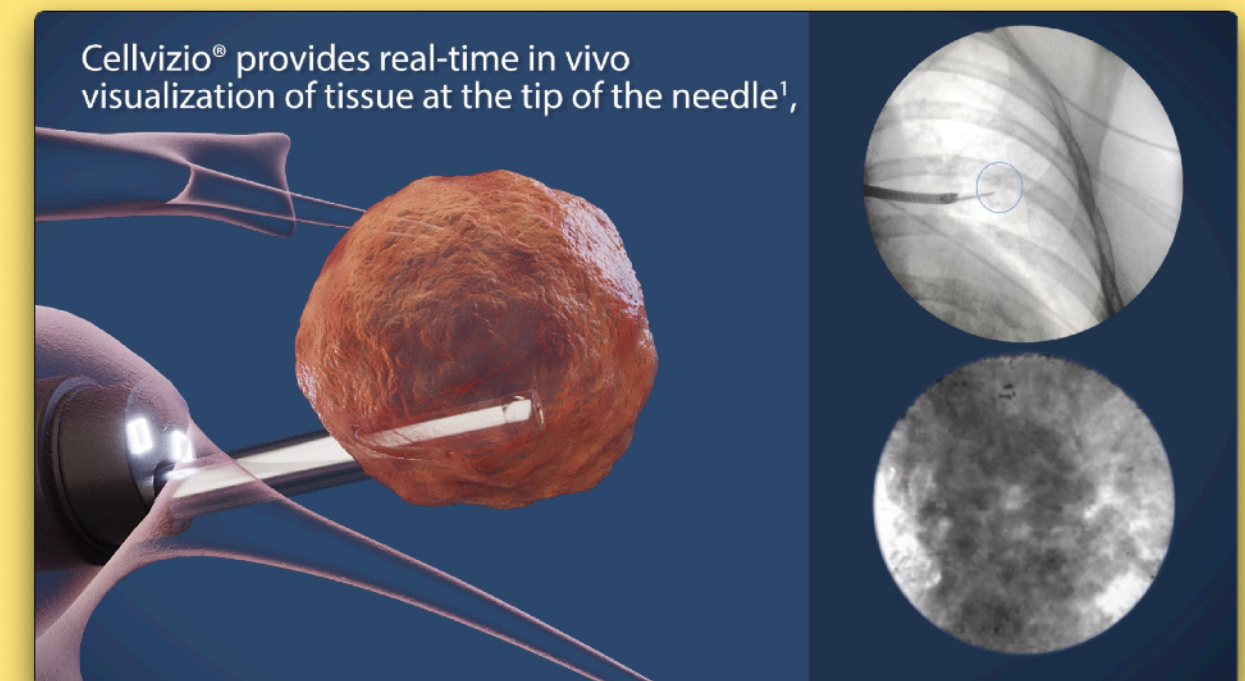 Cellvizio® provides real-time in vivo
visualization of tissue at the tip of the needle¹,